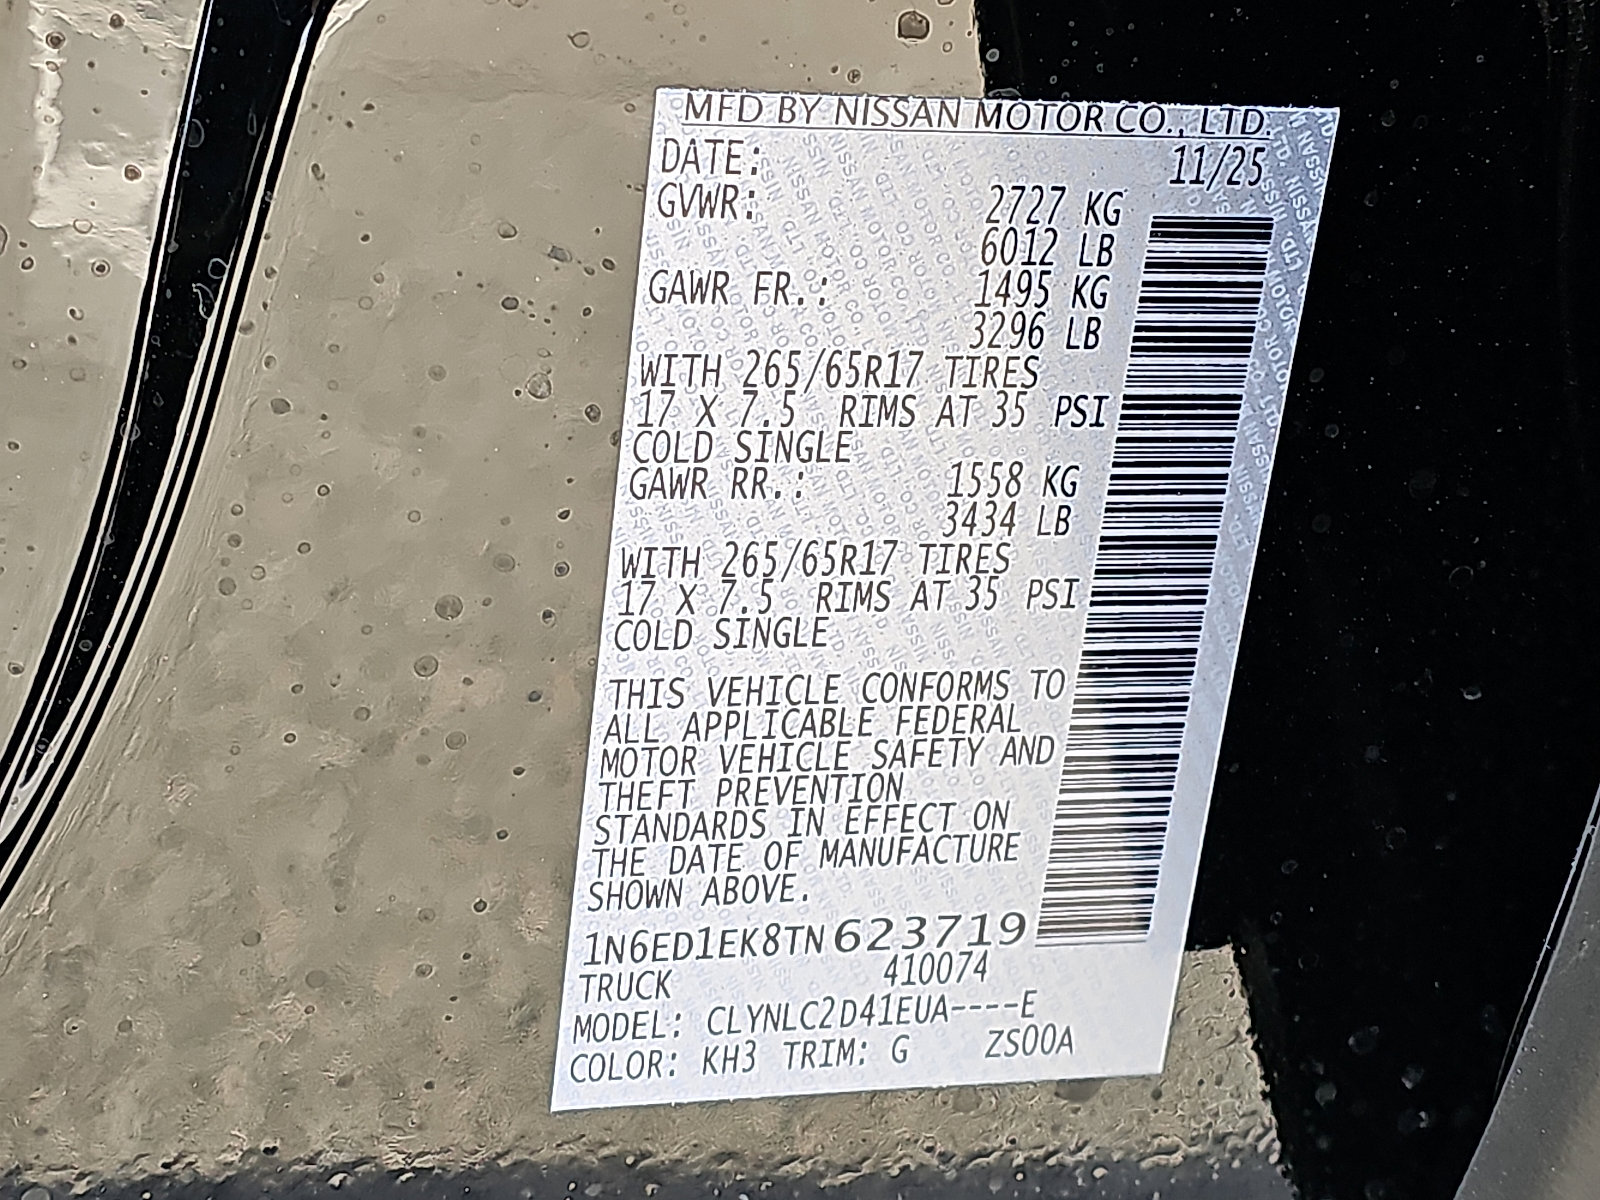 MFD BY NISSAN MOTOR CO., LTD.
DATE: 11/25
GVWR: 2727 KG
6012 LB
GAWR FR.: 1495 KG
3296 LB
WITH 265/65R17 TIRES
17 X 7.5 RIMS AT 35 PSI
COLD SINGLE
GAWR RR.: 1558 KG
3434 LB
WITH 265/65R17 TIRES
17 X 7.5 RIMS AT 35 PSI
COLD SINGLE
THIS VEHICLE CONFORMS TO
ALL APPLICABLE FEDERAL
MOTOR VEHICLE SAFETY AND
THEFT PREVENTION
STANDARDS IN EFFECT ON
THE DATE OF MANUFACTURE
SHOWN ABOVE.
1N6ED1EK8TN623719
TRUCK 410074
MODEL: CLYNLC2D41EUA----E
COLOR: KH3 TRIM: G ZS00A